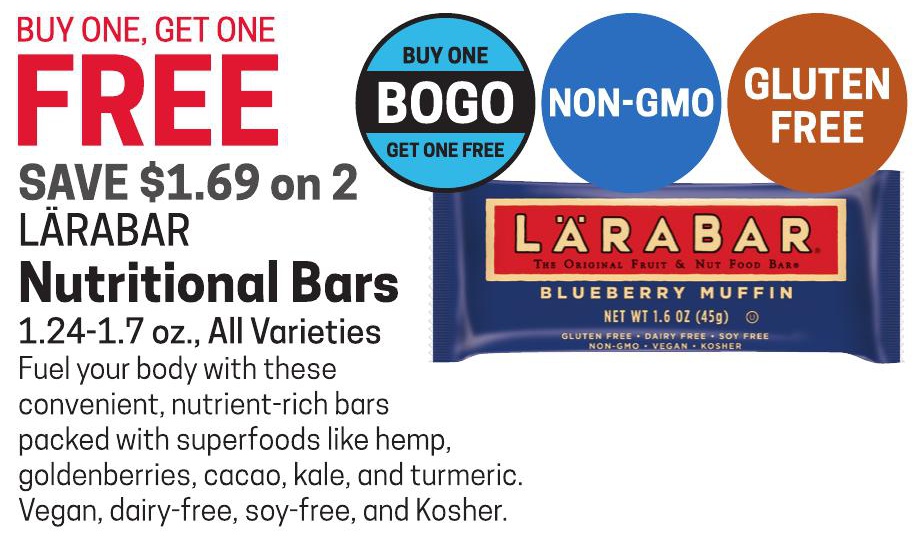 BUY ONE, GET ONE
FREE
SAVE $1.69 on 2
LÄRABAR
Nutritional Bars
1.24-1.7 oz., All Varieties
Fuel your body with these
convenient, nutrient-rich bars
packed with superfoods like hemp,
goldenberries, cacao, kale, and turmeric.
Vegan, dairy-free, soy-free, and Kosher.
BUY ONE
BOGO
GET ONE FREE
NON-GMO
GLUTEN
FREE
LÄRABAR®
THE ORIGINAL FRUIT & NUT FOOD BAR®
BLUEBERRY MUFFIN
NET WT 1.6 OZ (45g) U
GLUTEN FREE • DAIRY FREE • SOY FREE
NON-GMO • VEGAN • KOSHER